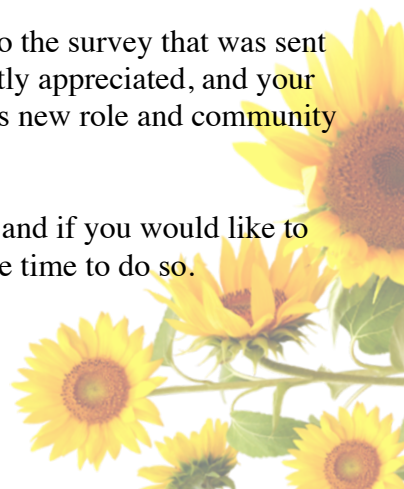 o the survey that was sent
tly appreciated, and your
s new role and community
and if you would like to
e time to do so.